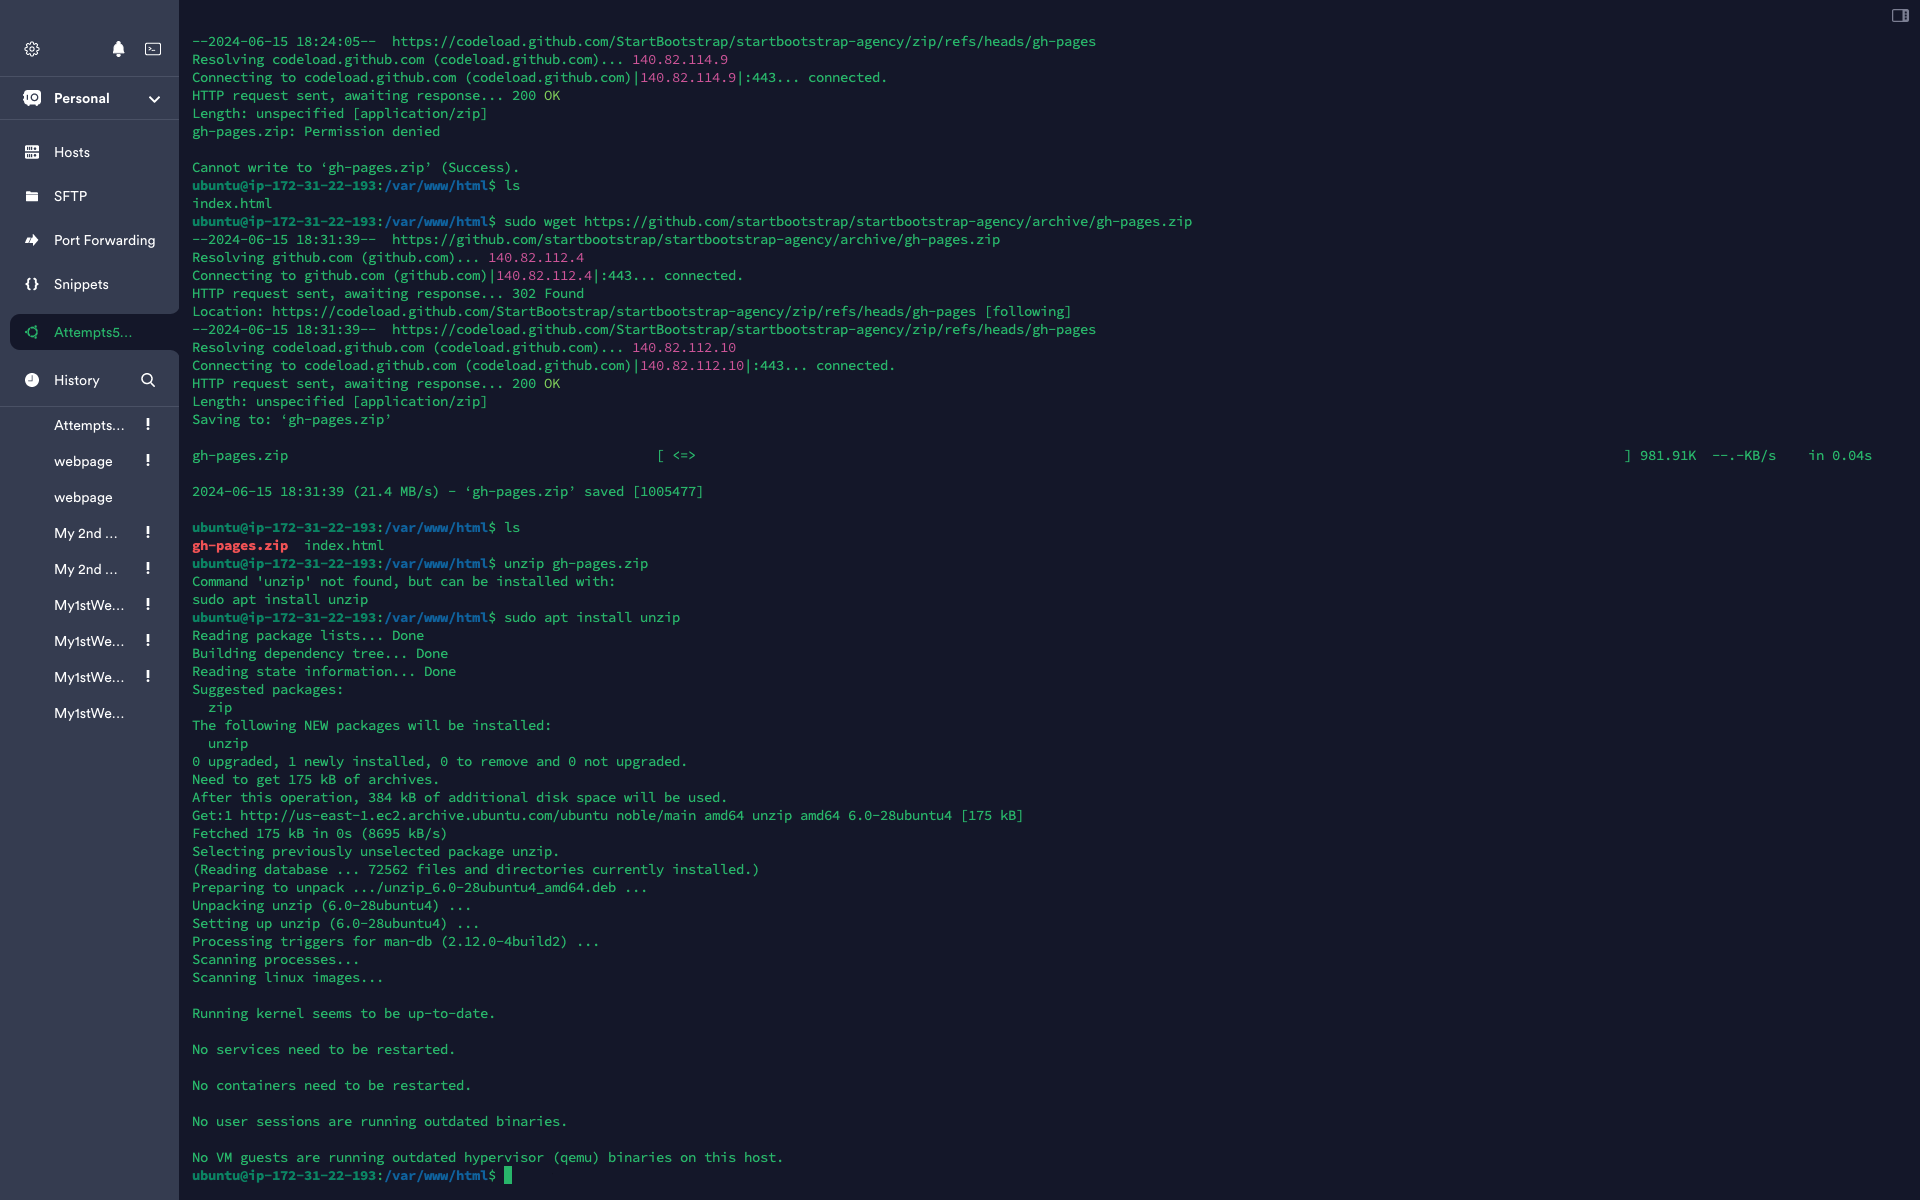 Personal
Hosts
SFTP
Port Forwarding
Snippets
Attempts5...
History
Attempts...
webpage
webpage
My 2nd ...
My 2nd ...
My1stWe...
My1stWe...
My1stWe...
My1stWe...
--2024-06-15 18:24:05--  https://codeload.github.com/StartBootstrap/startbootstrap-agency/zip/refs/heads/gh-pages
Resolving codeload.github.com (codeload.github.com)... 140.82.114.9
Connecting to codeload.github.com (codeload.github.com)|140.82.114.9|:443... connected.
HTTP request sent, awaiting response... 200 OK
Length: unspecified [application/zip]
gh-pages.zip: Permission denied
Cannot write to ‘gh-pages.zip’ (Success).
ubuntu@ip-172-31-22-193:/var/www/html$ ls
index.html
ubuntu@ip-172-31-22-193:/var/www/html$ sudo wget https://github.com/startbootstrap/startbootstrap-agency/archive/gh-pages.zip
--2024-06-15 18:31:39--  https://github.com/startbootstrap/startbootstrap-agency/archive/gh-pages.zip
Resolving github.com (github.com)... 140.82.112.4
Connecting to github.com (github.com)|140.82.112.4|:443... connected.
HTTP request sent, awaiting response... 302 Found
Location: https://codeload.github.com/StartBootstrap/startbootstrap-agency/zip/refs/heads/gh-pages [following]
--2024-06-15 18:31:39--  https://codeload.github.com/StartBootstrap/startbootstrap-agency/zip/refs/heads/gh-pages
Resolving codeload.github.com (codeload.github.com)... 140.82.112.10
Connecting to codeload.github.com (codeload.github.com)|140.82.112.10|:443... connected.
HTTP request sent, awaiting response... 200 OK
Length: unspecified [application/zip]
Saving to: ‘gh-pages.zip’
gh-pages.zip [ <=> ] 981.91K  --.-KB/s    in 0.04s
2024-06-15 18:31:39 (21.4 MB/s) - ‘gh-pages.zip’ saved [1005477]
ubuntu@ip-172-31-22-193:/var/www/html$ ls
gh-pages.zip  index.html
ubuntu@ip-172-31-22-193:/var/www/html$ unzip gh-pages.zip
Command 'unzip' not found, but can be installed with:
sudo apt install unzip
ubuntu@ip-172-31-22-193:/var/www/html$ sudo apt install unzip
Reading package lists... Done
Building dependency tree... Done
Reading state information... Done
Suggested packages:
  zip
The following NEW packages will be installed:
  unzip
0 upgraded, 1 newly installed, 0 to remove and 0 not upgraded.
Need to get 175 kB of archives.
After this operation, 384 kB of additional disk space will be used.
Get:1 http://us-east-1.ec2.archive.ubuntu.com/ubuntu noble/main amd64 unzip amd64 6.0-28ubuntu4 [175 kB]
Fetched 175 kB in 0s (8695 kB/s)
Selecting previously unselected package unzip.
(Reading database ... 72562 files and directories currently installed.)
Preparing to unpack .../unzip_6.0-28ubuntu4_amd64.deb ...
Unpacking unzip (6.0-28ubuntu4) ...
Setting up unzip (6.0-28ubuntu4) ...
Processing triggers for man-db (2.12.0-4build2) ...
Scanning processes...
Scanning linux images...
Running kernel seems to be up-to-date.
No services need to be restarted.
No containers need to be restarted.
No user sessions are running outdated binaries.
No VM guests are running outdated hypervisor (qemu) binaries on this host.
ubuntu@ip-172-31-22-193:/var/www/html$